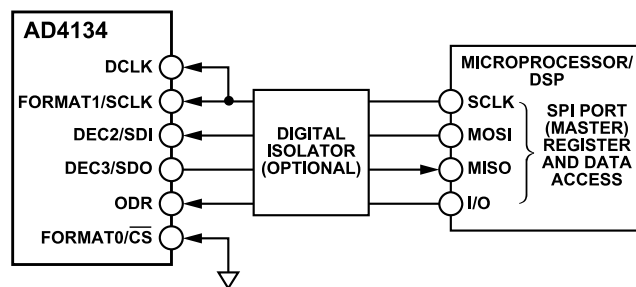 AD4134
DCLK
FORMAT1/SCLK
DEC2/SDI
DEC3/SDO
ODR
FORMAT0/CS
DIGITAL
ISOLATOR
(OPTIONAL)
MICROPROCESSOR/
DSP
SCLK
MOSI
MISO
I/O
SPI PORT
(MASTER)
REGISTER
AND DATA
ACCESS